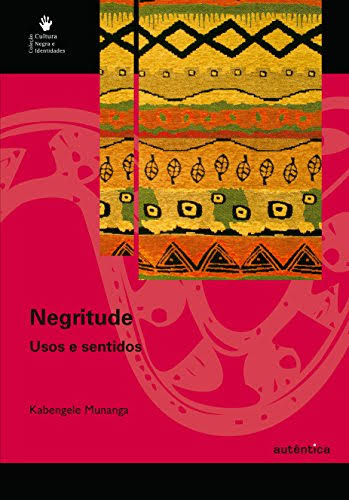 Coleção
Cultura
Negra e
Identidades
Negritude
Usos e sentidos
Kabengele Munanga
autêntica